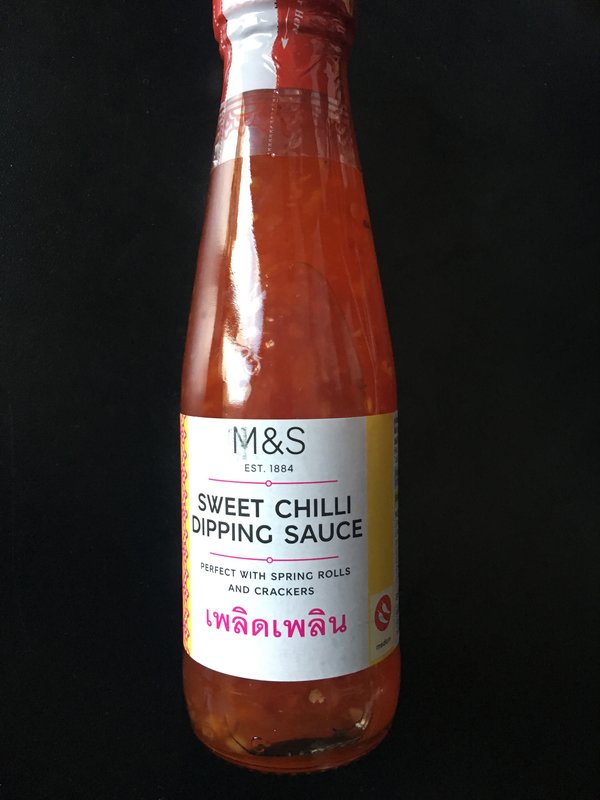 M&S
EST. 1884
SWEET CHILLI
DIPPING SAUCE
PERFECT WITH SPRING ROLLS
AND CRACKERS
เพลิดเพลิน
medium